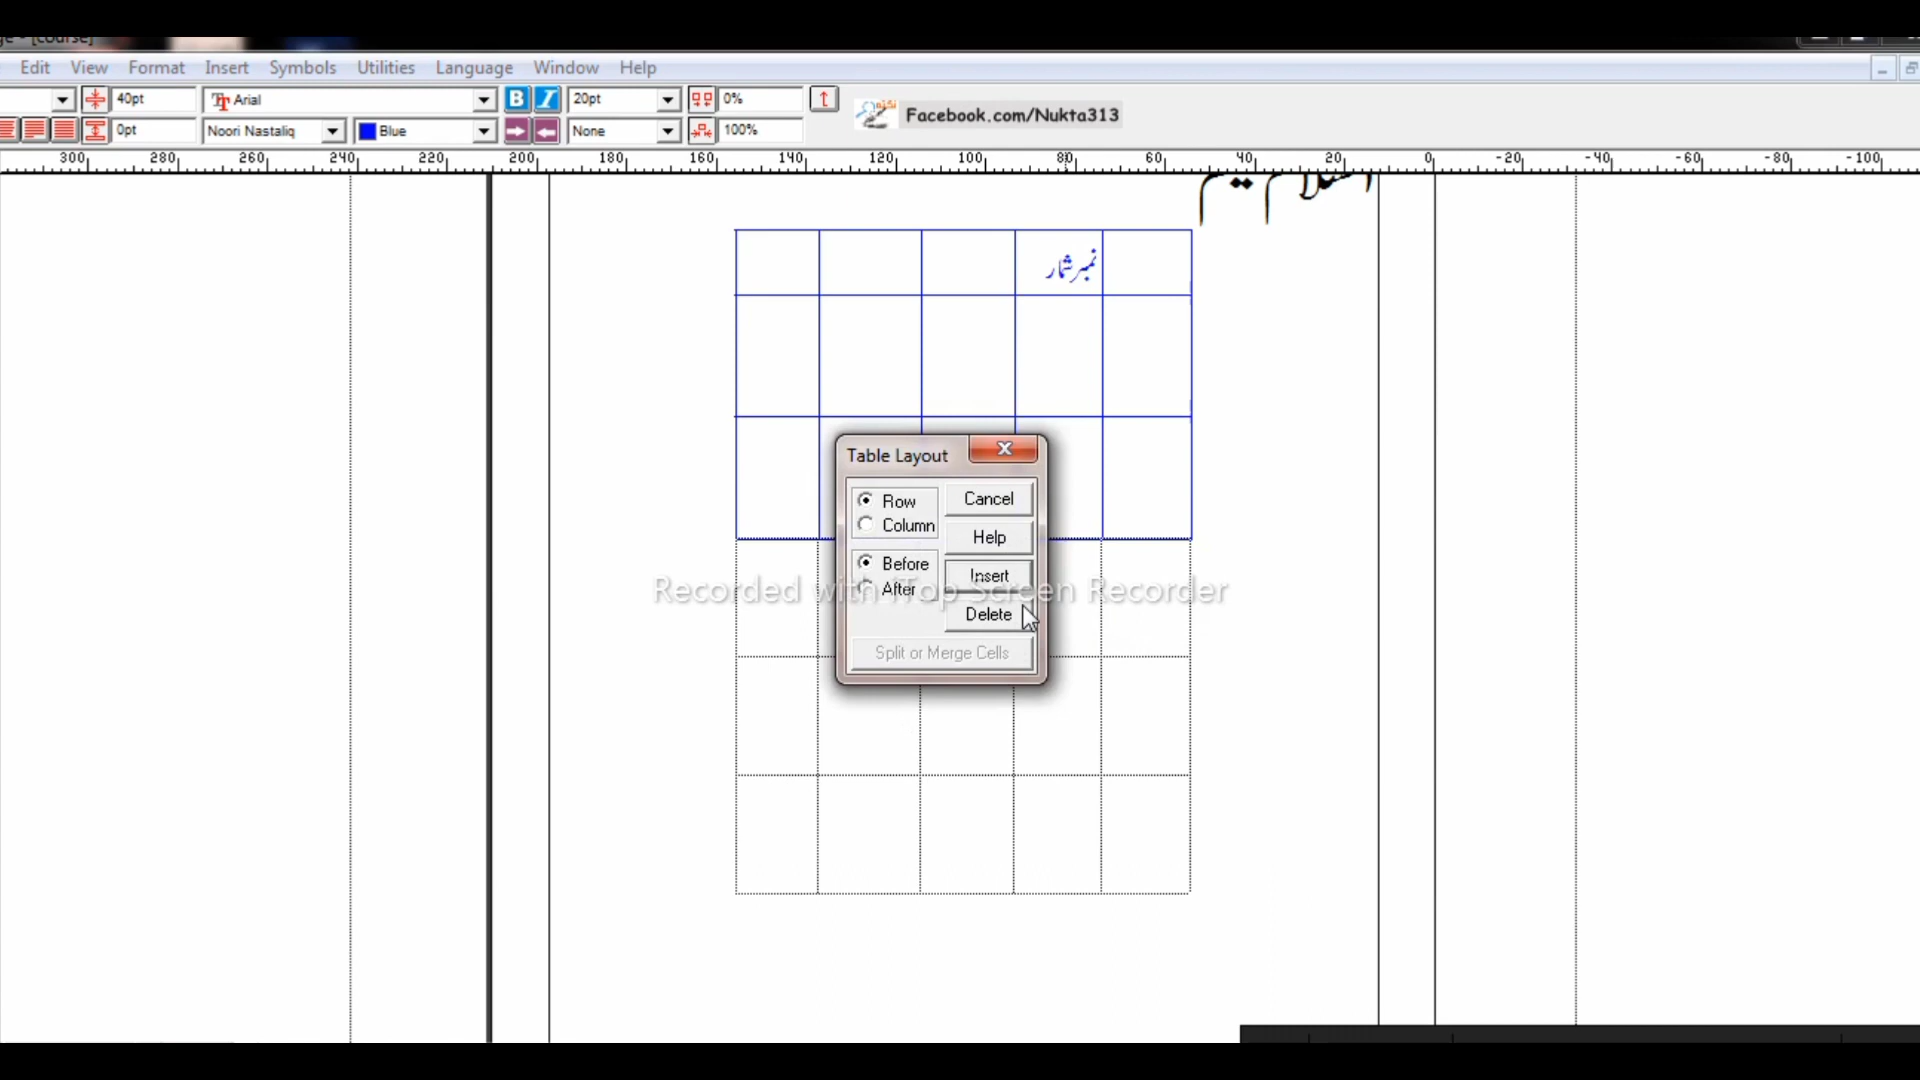 Edit View Format Insert Symbols Utilities Language Window Help
40pt Arial B I 20pt 0%
Facebook.com/Nukta313
0pt Noori Nastaliq Blue None 100%
300 280 260 240 220 200 180 160 140 120 100 80 60 40 20 0 -20 -40 -60 -80 -100
نمبر شمار
Table Layout
Row
Column
Cancel
Help
Before
After
Insert
Delete
Split or Merge Cells
Recorded with iTop Screen Recorder